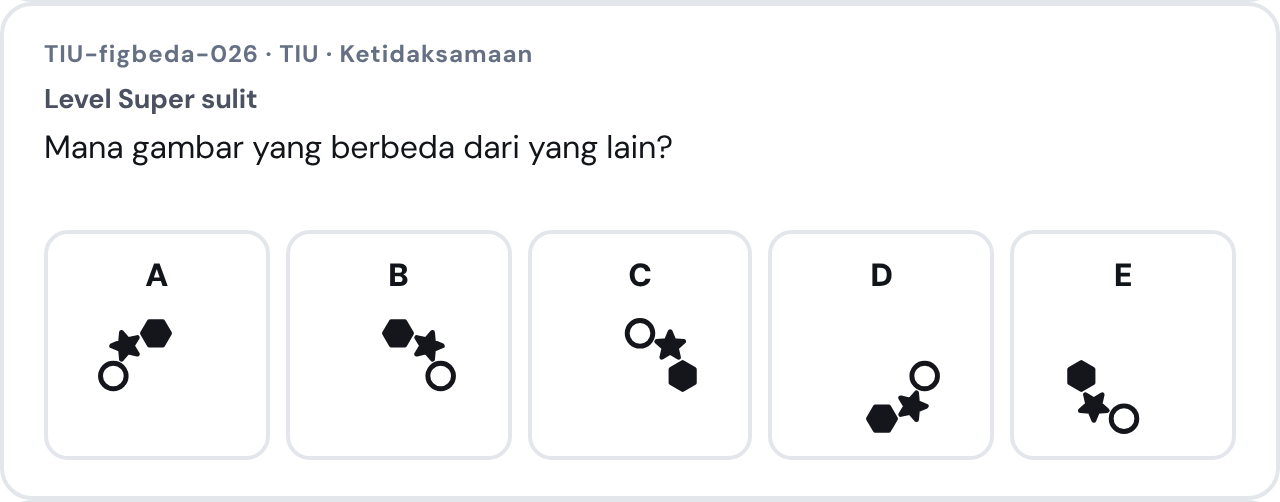 TIU-figbeda-026 · TIU · Ketidaksamaan
Level Super sulit
Mana gambar yang berbeda dari yang lain?
A B C D E